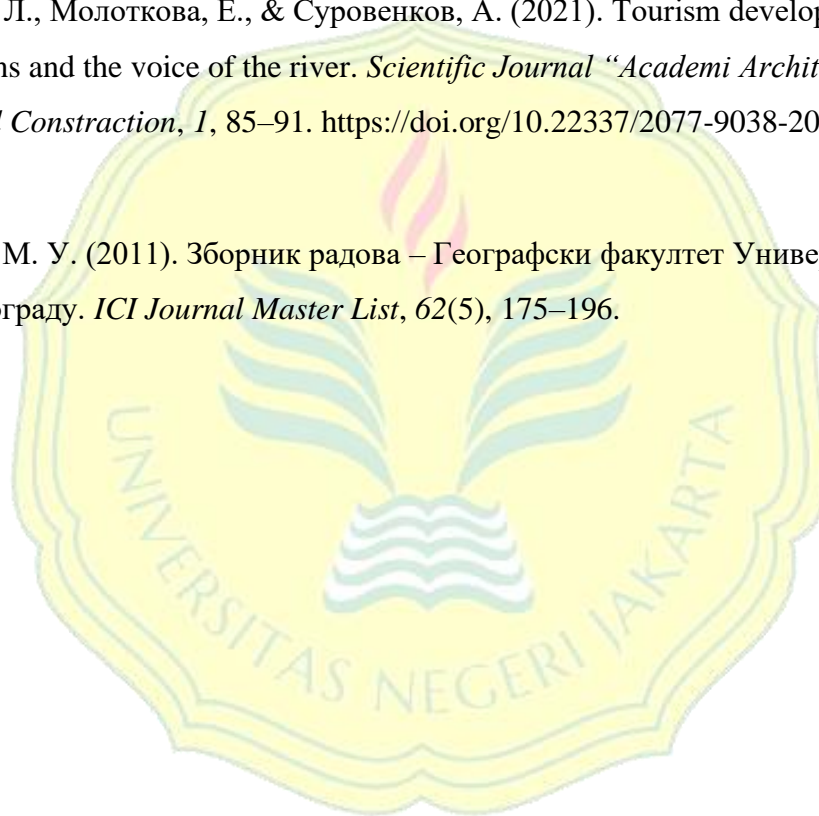 Л., Молоткова, Е., & Суровенков, А. (2021). Tourism develop
ns and the voice of the river. Scientific Journal “Academi Archit
Constraction, 1, 85–91. https://doi.org/10.22337/2077-9038-20
М. У. (2011). Зборник радова – Географски факултет Униве
ограду. ICI Journal Master List, 62(5), 175–196.
UNIVERSITAS NEGERI JAKARTA